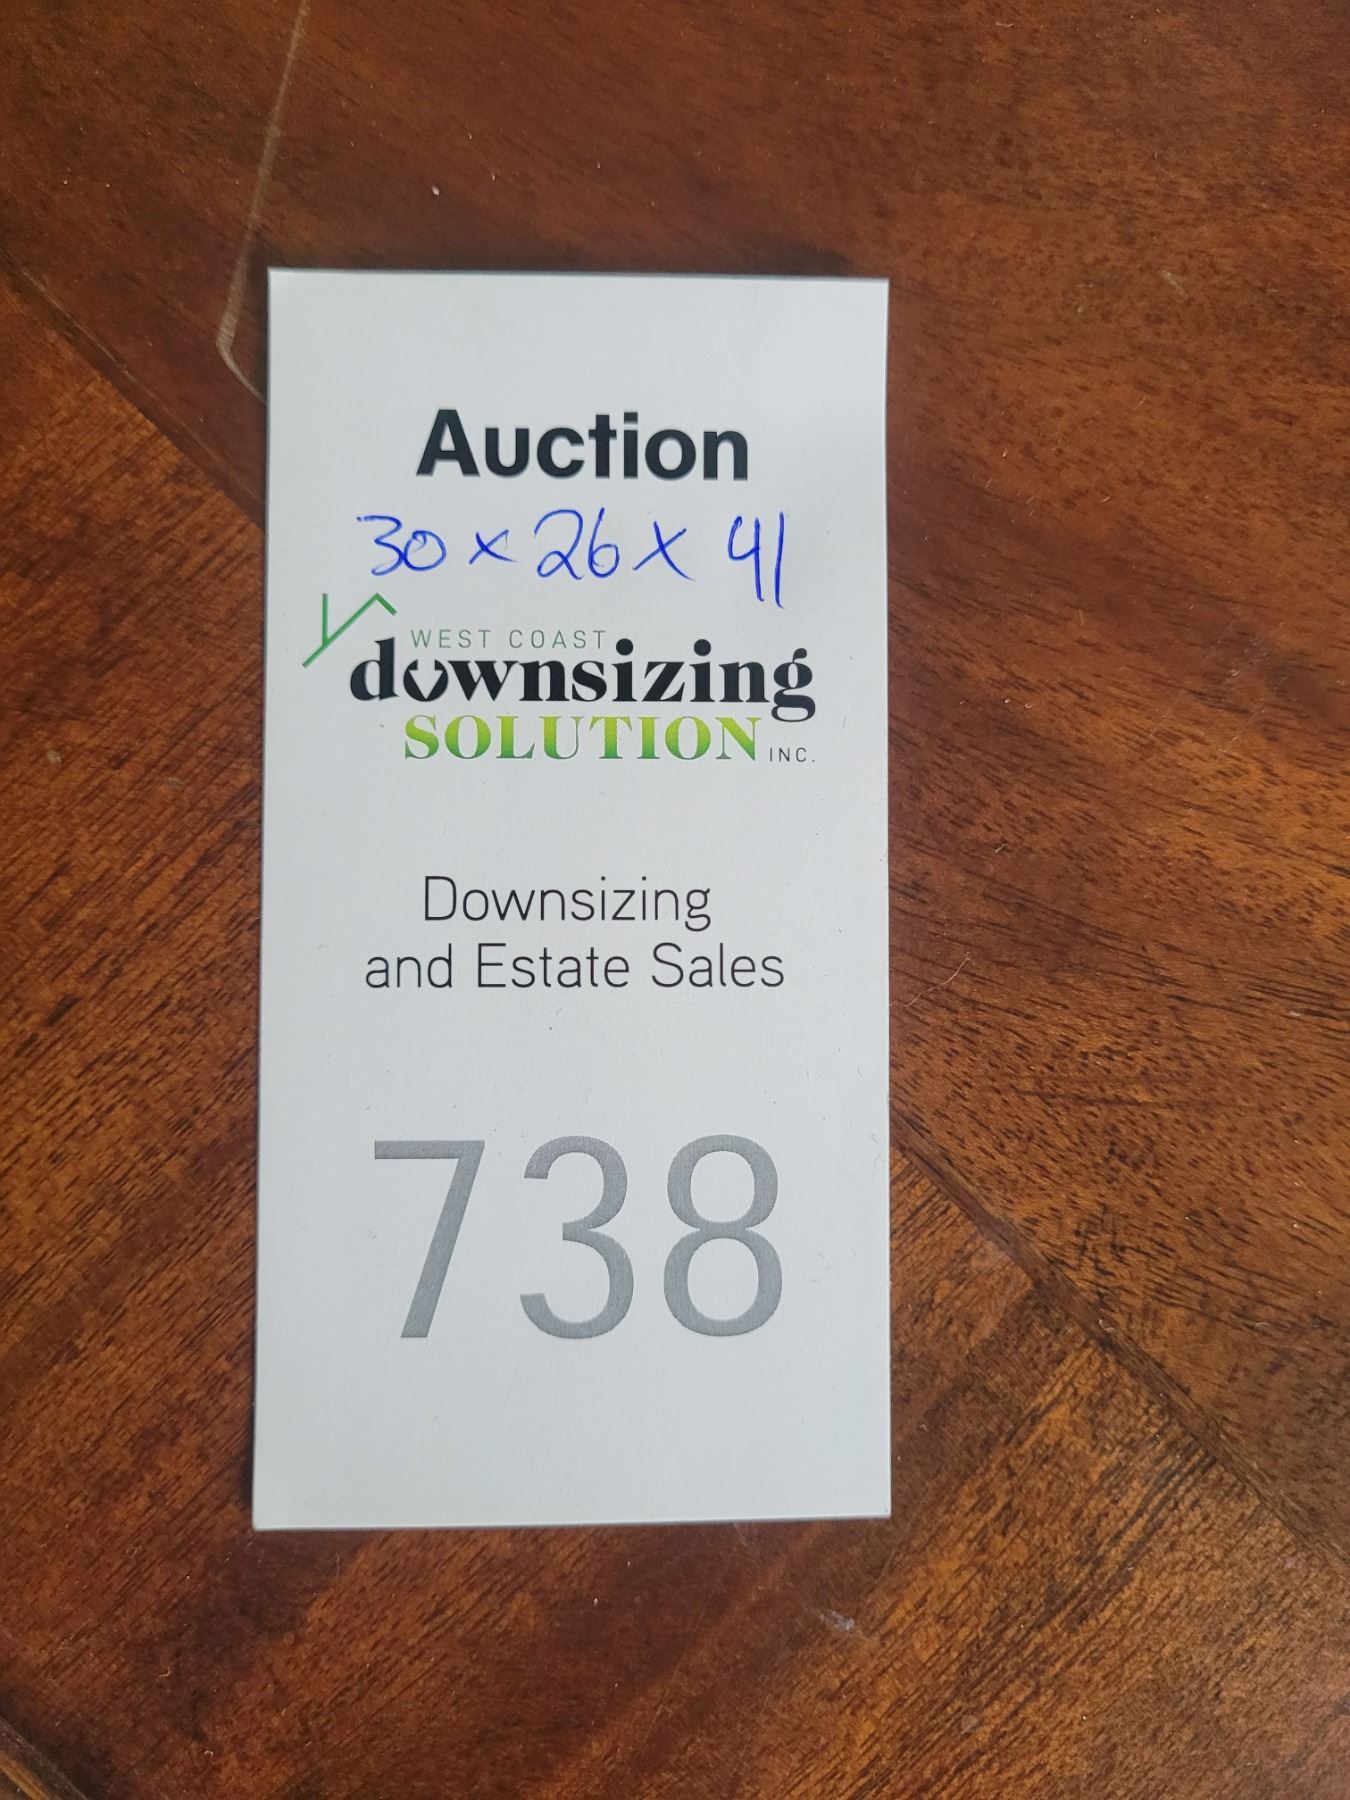 Auction
30 x 26 x 41
WEST COAST
downsizing
SOLUTION INC.
Downsizing
and Estate Sales
738